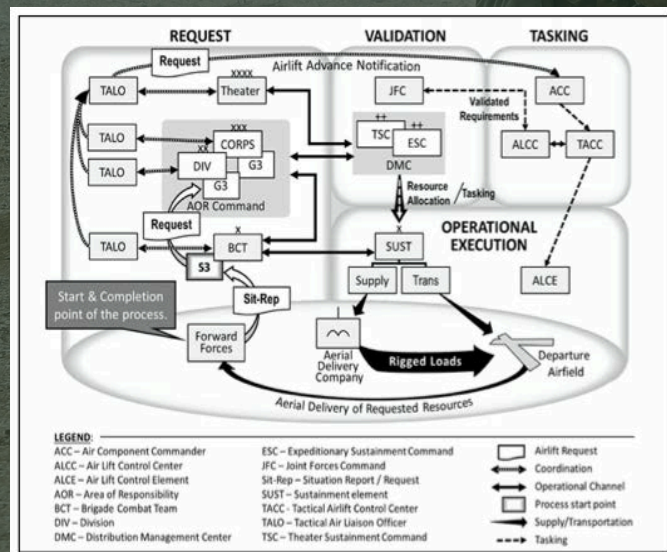 REQUEST
VALIDATION
TASKING
Request
Airlift Advance Notification
TALO
XXXX
Theater
JFC
ACC
Validated
Requirements
TALO
XXX
CORPS
++
TSC
++
ESC
ALCC
TACC
TALO
XX
DIV
G3
G3
DMC
AOR Command
Resource
Allocation
/Tasking
OPERATIONAL
EXECUTION
Request
TALO
X
BCT
X
SUST
S3
Supply
Trans
ALCE
Sit-Rep
Start & Completion
point of the process.
Forward
Forces
Aerial
Delivery
Company
Rigged Loads
Departure
Airfield
Aerial Delivery of Requested Resources
LEGEND:
ACC – Air Component Commander
ALCC – Air Lift Control Center
ALCE – Air Lift Control Element
AOR – Area of Responsibility
BCT – Brigade Combat Team
DIV – Division
DMC – Distribution Management Center
ESC – Expeditionary Sustainment Command
JFC – Joint Forces Command
Sit-Rep – Situation Report / Request
SUST – Sustainment element
TACC - Tactical Airlift Control Center
TALO – Tactical Air Liaison Officer
TSC – Theater Sustainment Command
Airlift Request
Coordination
Operational Channel
Process start point
Supply/Transportation
Tasking